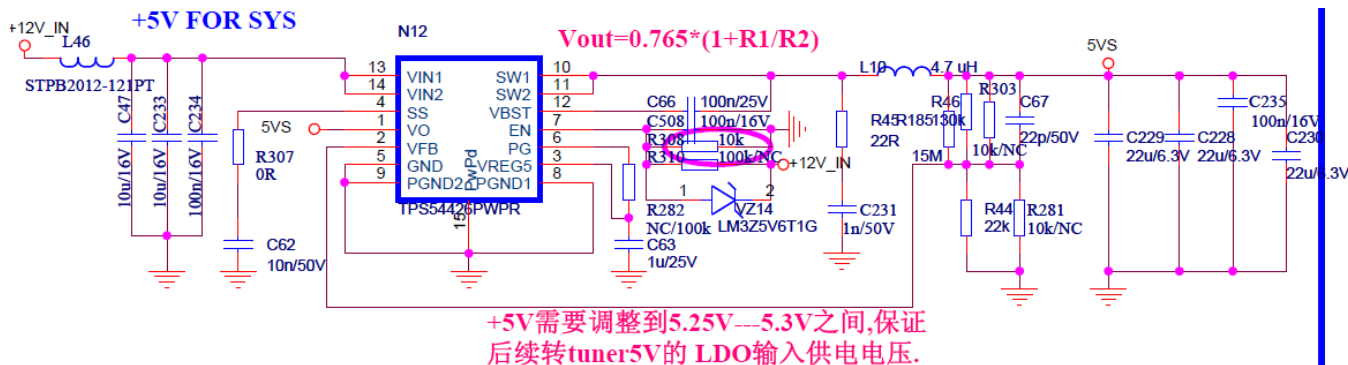 +5V FOR SYS
+12V_IN
L46
STPB2012-121PT
C47
10u/16V
C233
10u/16V
C234
100n/16V
5VS
R307
0R
C62
10n/50V
N12
13 VIN1
14 VIN2
4 SS
1 VO
2 VFB
5 GND
9 PGND2
PwPd
15
SW1 10
SW2 11
VBST 12
EN 7
PG 6
VREG5 3
PGND1 8
TPS54426PWPR
Vout=0.765*(1+R1/R2)
C66
100n/25V
C508
100n/16V
R308
10k
R310
100k/NC
+12V_IN
1
2
VZ14
LM3Z5V6T1G
R282
NC/100k
C63
1u/25V
L10
4.7 uH
R45
22R
C231
1n/50V
R185
15M
R46
130k
R303
10k/NC
C67
22p/50V
R44
22k
R281
10k/NC
5VS
C229
22u/6.3V
C228
22u/6.3V
C235
100n/16V
C230
22u/6.3V
+5V需要调整到5.25V---5.3V之间,保证
后续转tuner5V的 LDO输入供电电压.